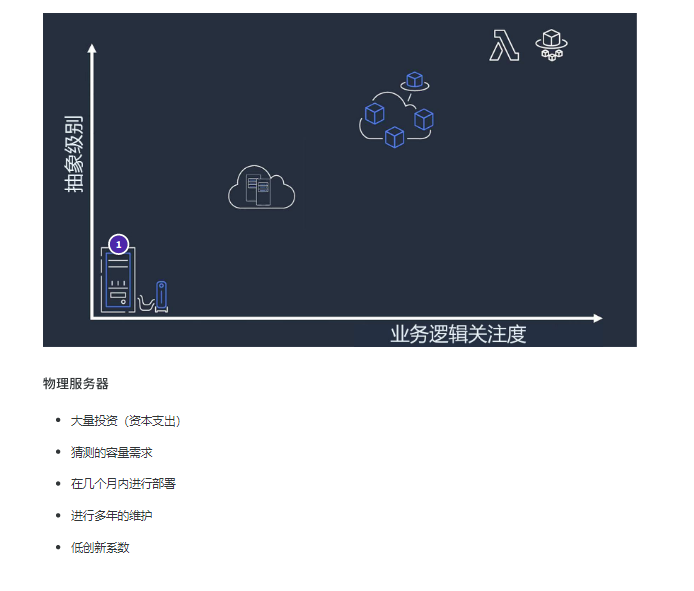 抽象级别
1
业务逻辑关注度
物理服务器
大量投资（资本支出）
猜测的容量需求
在几个月内进行部署
进行多年的维护
低创新系数